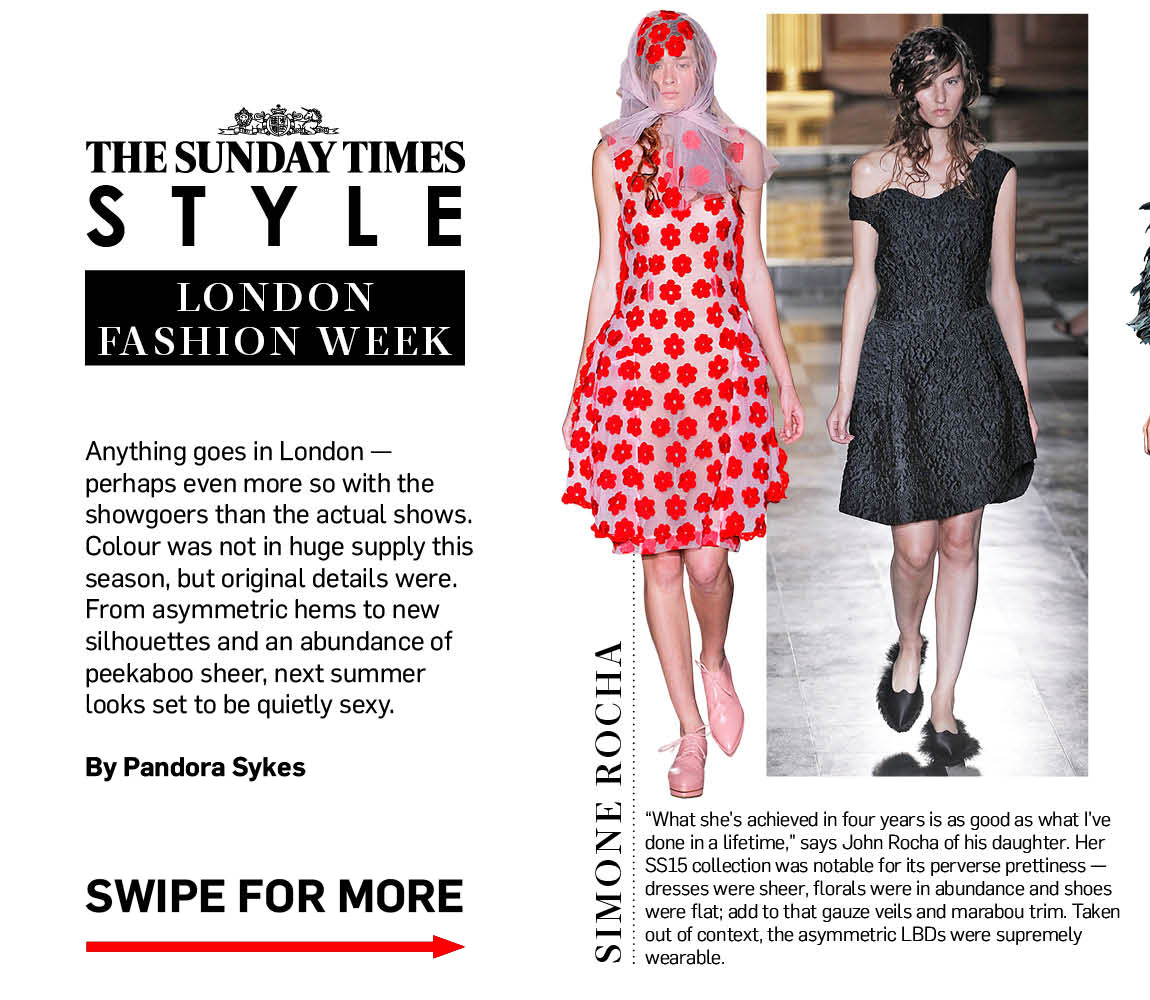 THE SUNDAY TIMES
STYLE
LONDON
FASHION WEEK
Anything goes in London —
perhaps even more so with the
showgoers than the actual shows.
Colour was not in huge supply this
season, but original details were.
From asymmetric hems to new
silhouettes and an abundance of
peekaboo sheer, next summer
looks set to be quietly sexy.
By Pandora Sykes
SWIPE FOR MORE
SIMONE ROCHA
“What she’s achieved in four years is as good as what I’ve
done in a lifetime,” says John Rocha of his daughter. Her
SS15 collection was notable for its perverse prettiness —
dresses were sheer, florals were in abundance and shoes
were flat; add to that gauze veils and marabou trim. Taken
out of context, the asymmetric LBDs were supremely
wearable.